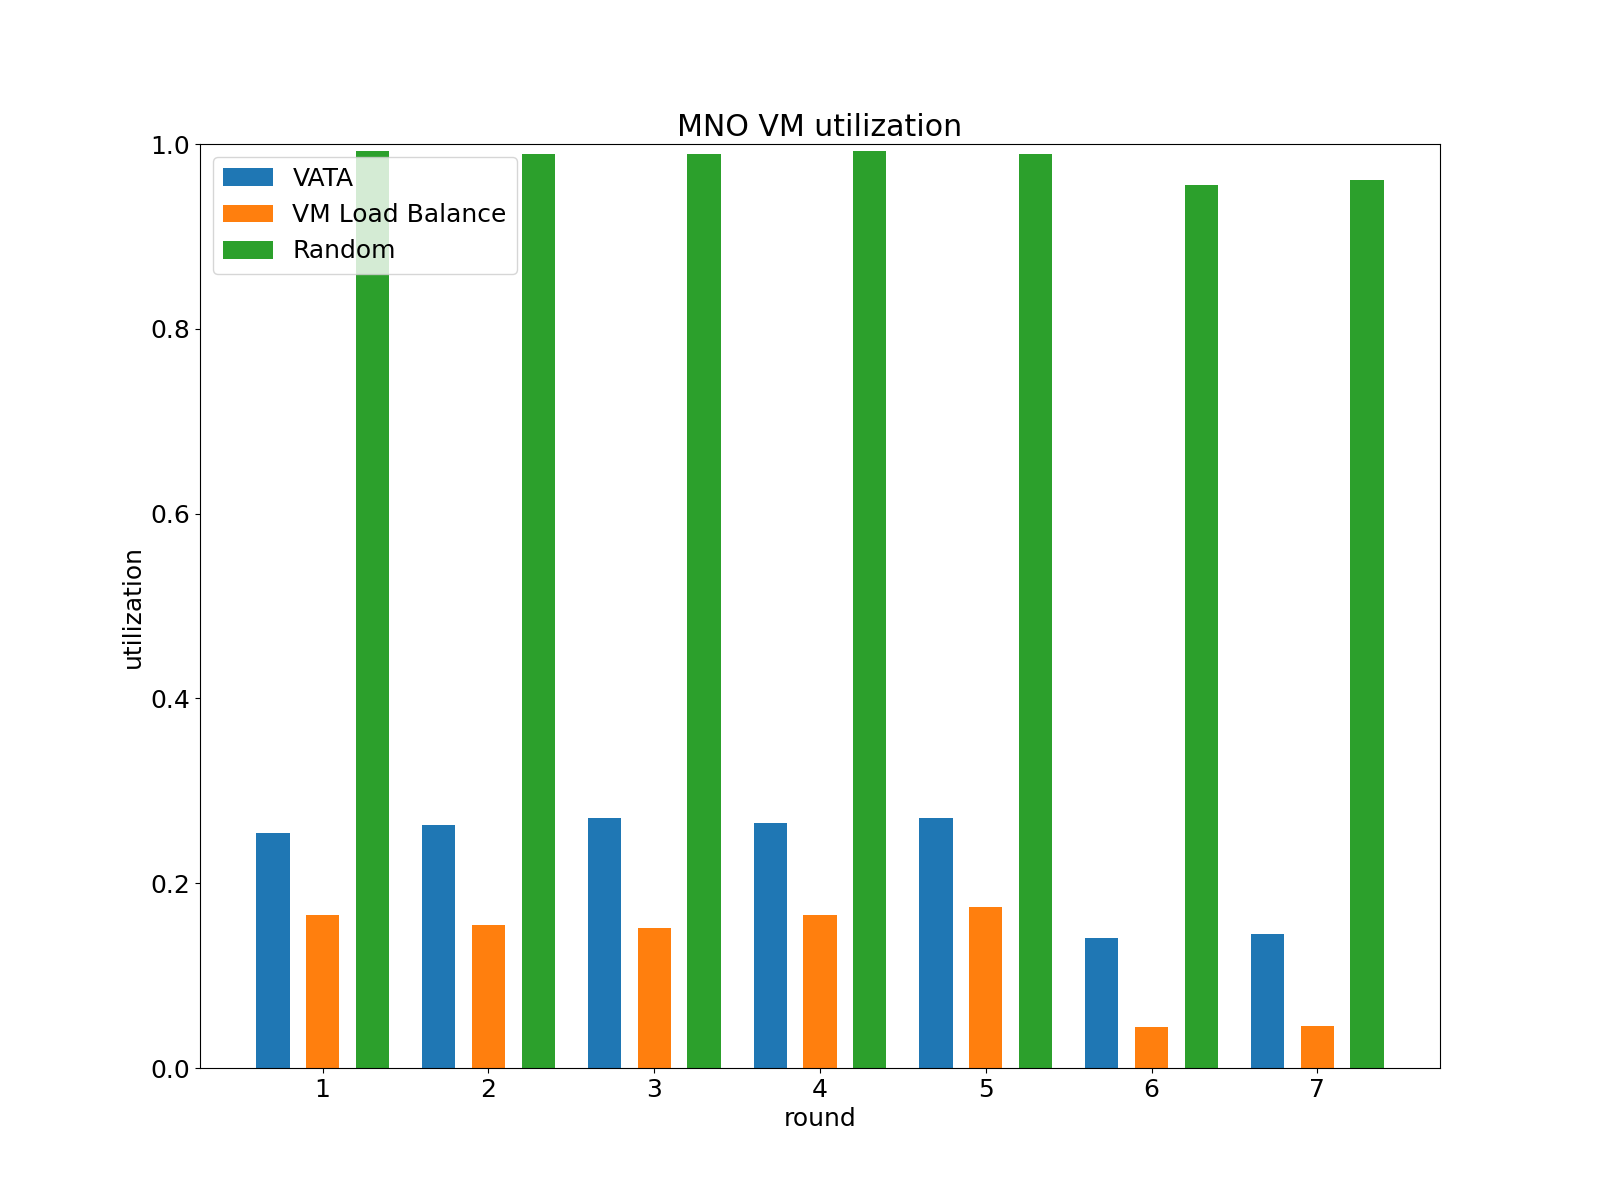 MNO VM utilization
1.0
0.8
0.6
0.4
0.2
0.0
utilization
VATA
VM Load Balance
Random
1 2 3 4 5 6 7
round